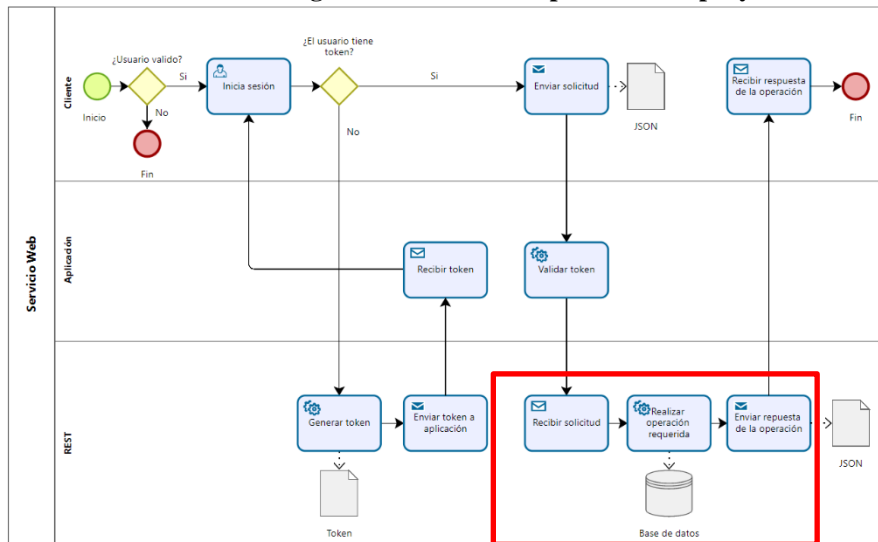 ¿El usuario tiene
token?
¿Usuario valido?
Cliente
Inicio
Si
No
Fin
Inicia sesión
Si
No
Enviar solicitud
JSON
Recibir respuesta
de la operación
Fin
Servicio Web
Aplicación
Recibir token
Validar token
REST
Generar token
Token
Enviar token a
aplicación
Recibir solicitud
Realizar
operación
requerida
Base de datos
Enviar repuesta
de la operación
JSON